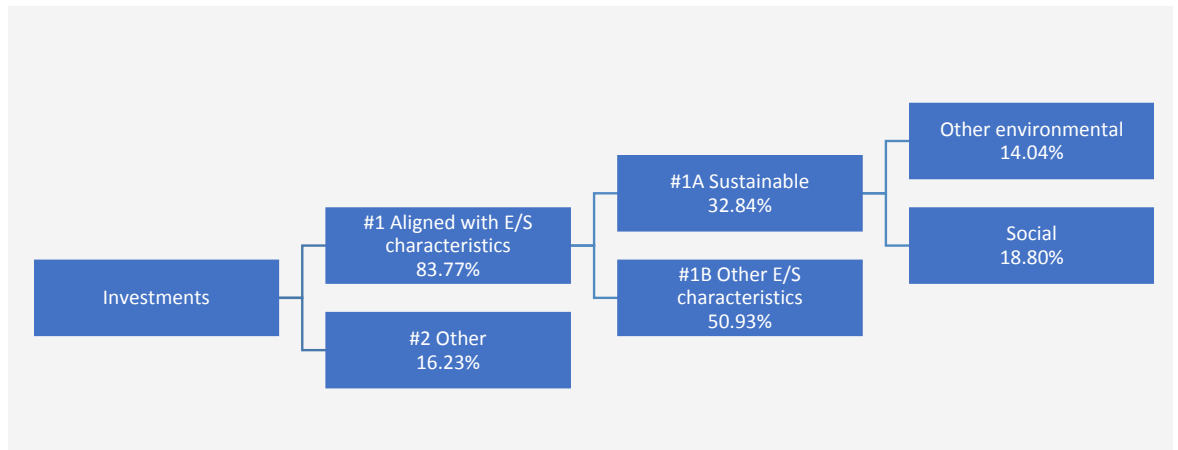 Investments
#1 Aligned with E/S
characteristics
83.77%
#2 Other
16.23%
#1A Sustainable
32.84%
#1B Other E/S
characteristics
50.93%
Other environmental
14.04%
Social
18.80%